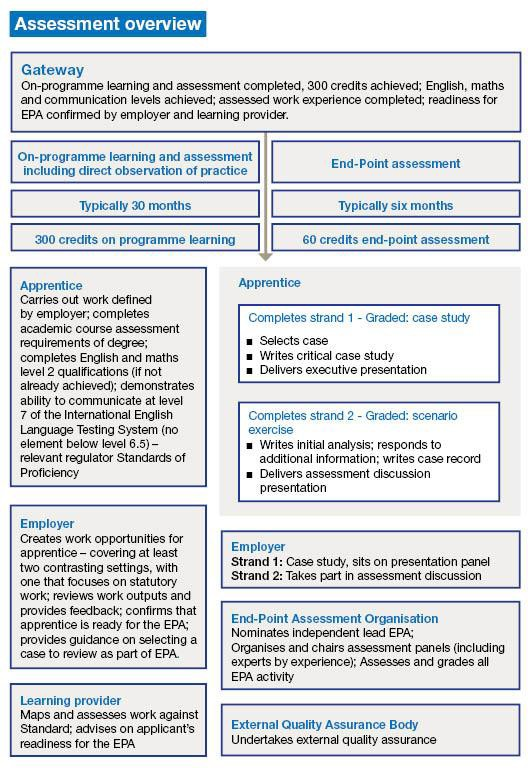 Assessment overview
Gateway
On-programme learning and assessment completed, 300 credits achieved; English, maths
and communication levels achieved; assessed work experience completed; readiness for
EPA confirmed by employer and learning provider.
On-programme learning and assessment
including direct observation of practice
End-Point assessment
Typically 30 months
Typically six months
300 credits on programme learning
60 credits end-point assessment
Apprentice
Carries out work defined
by employer; completes
academic course assessment
requirements of degree;
completes English and maths
level 2 qualifications (if not
already achieved); demonstrates
ability to communicate at level
7 of the International English
Language Testing System (no
element below level 6.5) –
relevant regulator Standards of
Proficiency
Employer
Creates work opportunities for
apprentice – covering at least
two contrasting settings, with
one that focuses on statutory
work; reviews work outputs and
provides feedback; confirms that
apprentice is ready for the EPA;
provides guidance on selecting a
case to review as part of EPA.
Learning provider
Maps and assesses work against
Standard; advises on applicant's
readiness for the EPA
Apprentice
Completes strand 1 - Graded: case study
■ Selects case
■ Writes critical case study
■ Delivers executive presentation
Completes strand 2 - Graded: scenario
exercise
■ Writes initial analysis; responds to
additional information; writes case record
■ Delivers assessment discussion
presentation
Employer
Strand 1: Case study, sits on presentation panel
Strand 2: Takes part in assessment discussion
End-Point Assessment Organisation
Nominates independent lead EPA;
Organises and chairs assessment panels (including
experts by experience); Assesses and grades all
EPA activity
External Quality Assurance Body
Undertakes external quality assurance